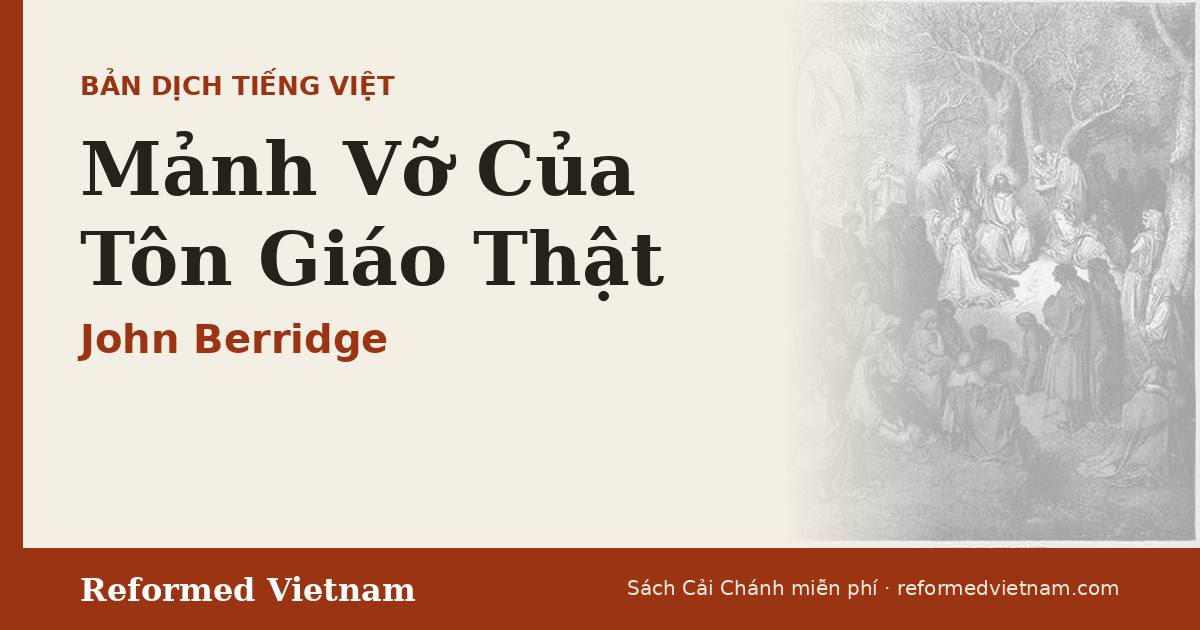 BẢN DỊCH TIẾNG VIỆT
Mảnh Vỡ Của
Tôn Giáo Thật
John Berridge
Reformed Vietnam
Sách Cải Chánh miễn phí · reformedvietnam.com